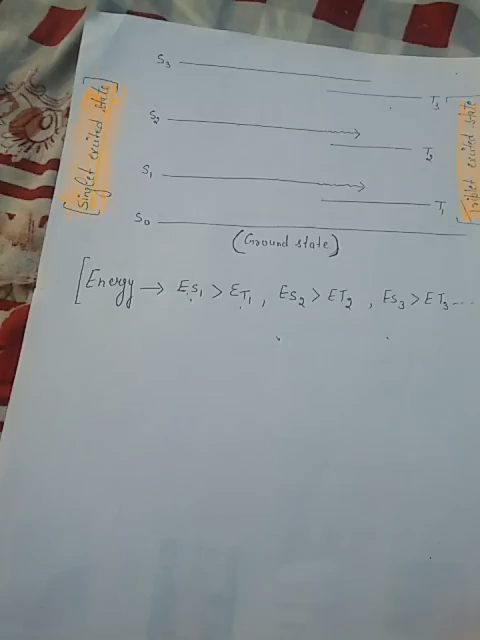 S3
T3
[Singlet excited state]
[Triplet excited state
S2
T2
S1
T1
S0
(Ground state)
[Energy → ES1 > ET1, ES2 > ET2, ES3 > ET3 ...